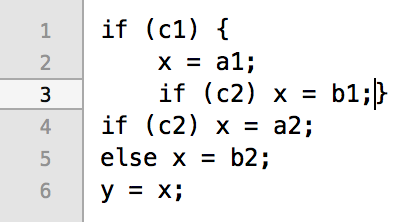 1 if (c1) {
2 x = a1;
3 if (c2) x = b1;}
4 if (c2) x = a2;
5 else x = b2;
6 y = x;